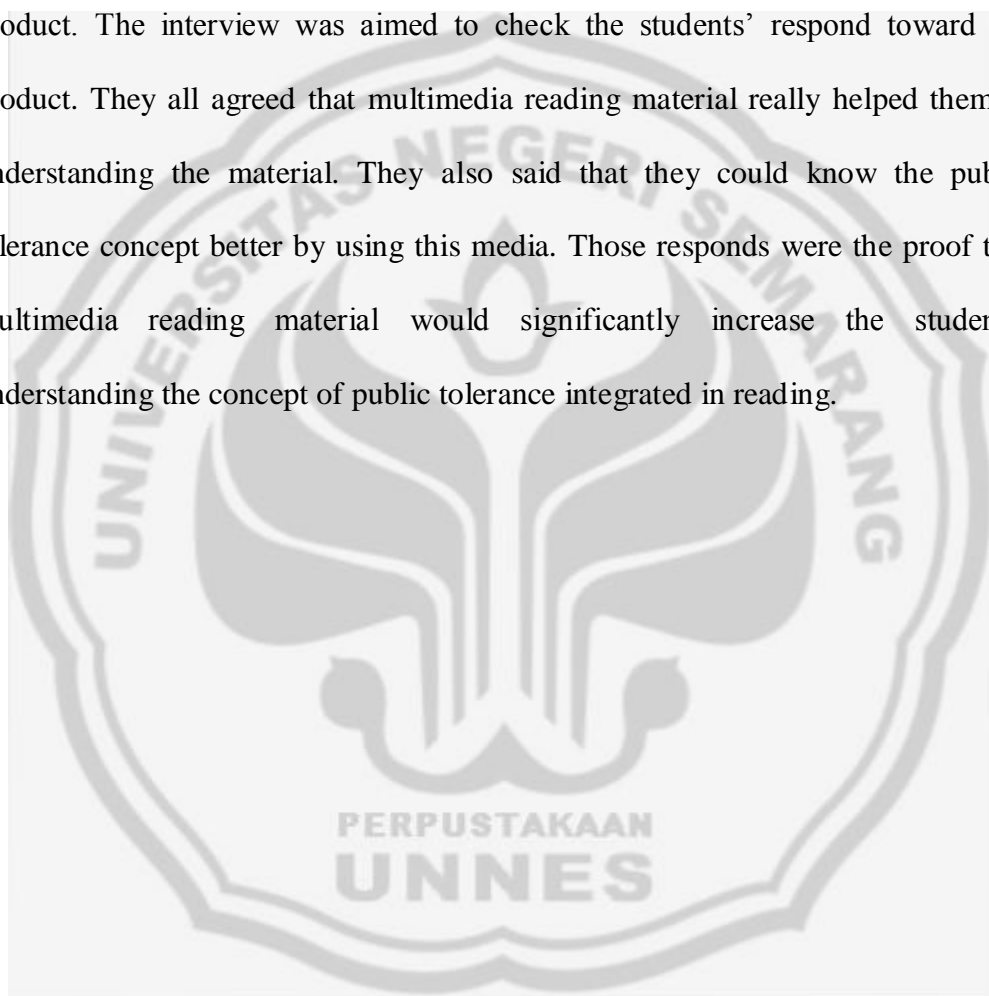 oduct. The interview was aimed to check the students’ respond toward
oduct. They all agreed that multimedia reading material really helped them
nderstanding the material. They also said that they could know the pub
lerance concept better by using this media. Those responds were the proof t
ultimedia reading material would significantly increase the studen
nderstanding the concept of public tolerance integrated in reading.
UNIVERSITAS NEGERI SEMARANG
PERPUSTAKAAN
UNNES